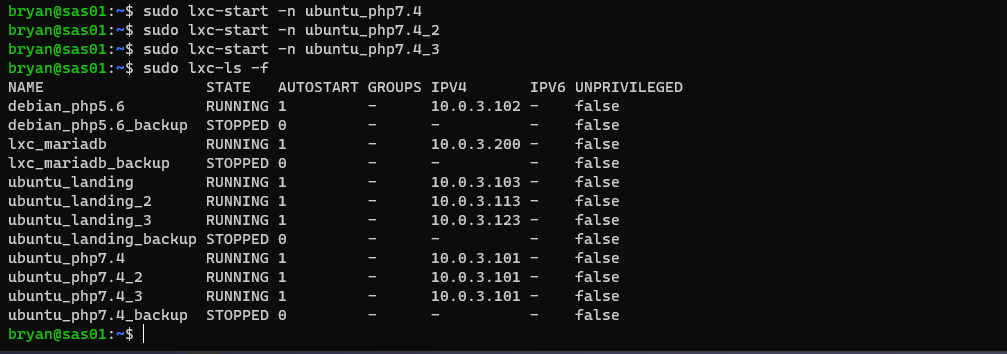 bryan@sas01:~$ sudo lxc-start -n ubuntu_php7.4
bryan@sas01:~$ sudo lxc-start -n ubuntu_php7.4_2
bryan@sas01:~$ sudo lxc-start -n ubuntu_php7.4_3
bryan@sas01:~$ sudo lxc-ls -f
NAME                  STATE   AUTOSTART GROUPS IPV4       IPV6 UNPRIVILEGED
debian_php5.6         RUNNING 1         -      10.0.3.102 -    false
debian_php5.6_backup  STOPPED 0         -      -          -    false
lxc_mariadb           RUNNING 1         -      10.0.3.200 -    false
lxc_mariadb_backup    STOPPED 0         -      -          -    false
ubuntu_landing        RUNNING 1         -      10.0.3.103 -    false
ubuntu_landing_2      RUNNING 1         -      10.0.3.113 -    false
ubuntu_landing_3      RUNNING 1         -      10.0.3.123 -    false
ubuntu_landing_backup STOPPED 0         -      -          -    false
ubuntu_php7.4         RUNNING 1         -      10.0.3.101 -    false
ubuntu_php7.4_2       RUNNING 1         -      10.0.3.101 -    false
ubuntu_php7.4_3       RUNNING 1         -      10.0.3.101 -    false
ubuntu_php7.4_backup  STOPPED 0         -      -          -    false
bryan@sas01:~$